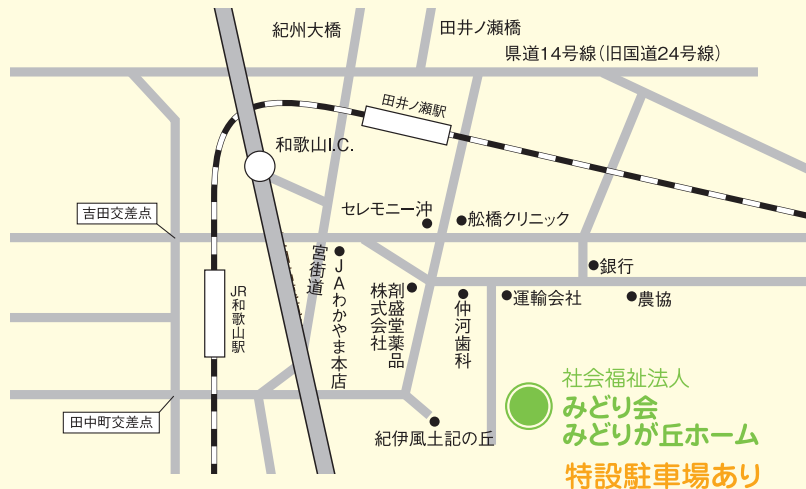 紀州大橋
田井ノ瀬橋
県道14号線（旧国道24号線）
田井ノ瀬駅
和歌山I.C.
吉田交差点
セレモニー沖
舩橋クリニック
宮街道
JAわかやま本店
銀行
剤盛堂薬品
株式会社
仲河歯科
運輸会社
農協
JR和歌山駅
田中町交差点
紀伊風土記の丘
社会福祉法人
みどり会
みどりが丘ホーム
特設駐車場あり